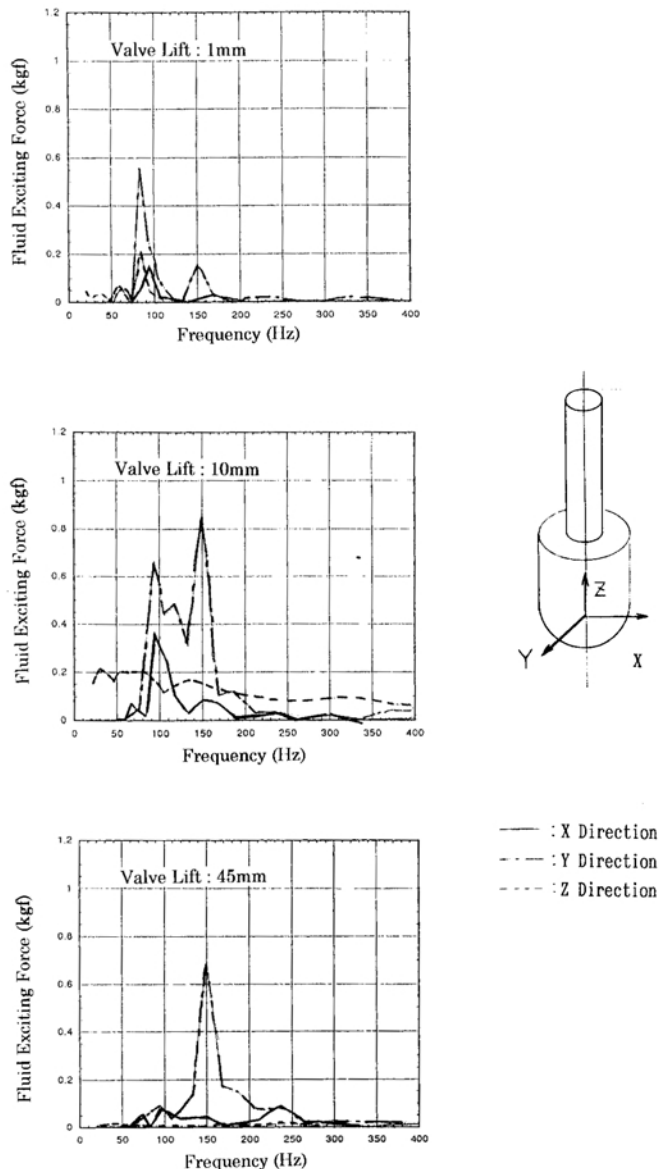 1.2
1
0.8
0.6
0.4
0.2
0
Fluid Exciting Force (kgf)
Valve Lift : 1mm
0 50 100 150 200 250 300 350 400
Frequency (Hz)
1.2
1
0.8
0.6
0.4
0.2
0
Fluid Exciting Force (kgf)
Valve Lift : 10mm
0 50 100 150 200 250 300 350 400
Frequency (Hz)
Z
Y
X
1.2
1
0.8
0.6
0.4
0.2
0
Fluid Exciting Force (kgf)
Valve Lift : 45mm
0 50 100 150 200 250 300 350 400
Frequency (Hz)
: X Direction
: Y Direction
: Z Direction